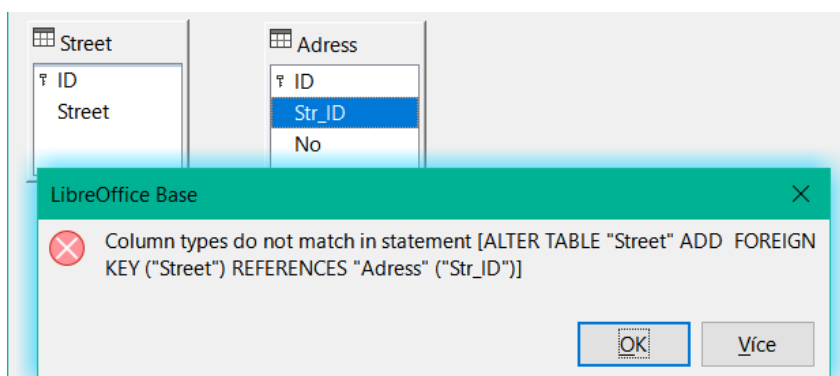 Street
ID
Street
Adress
ID
Str_ID
No
LibreOffice Base
Column types do not match in statement [ALTER TABLE "Street" ADD  FOREIGN
KEY ("Street") REFERENCES "Adress" ("Str_ID")]
OK
Více